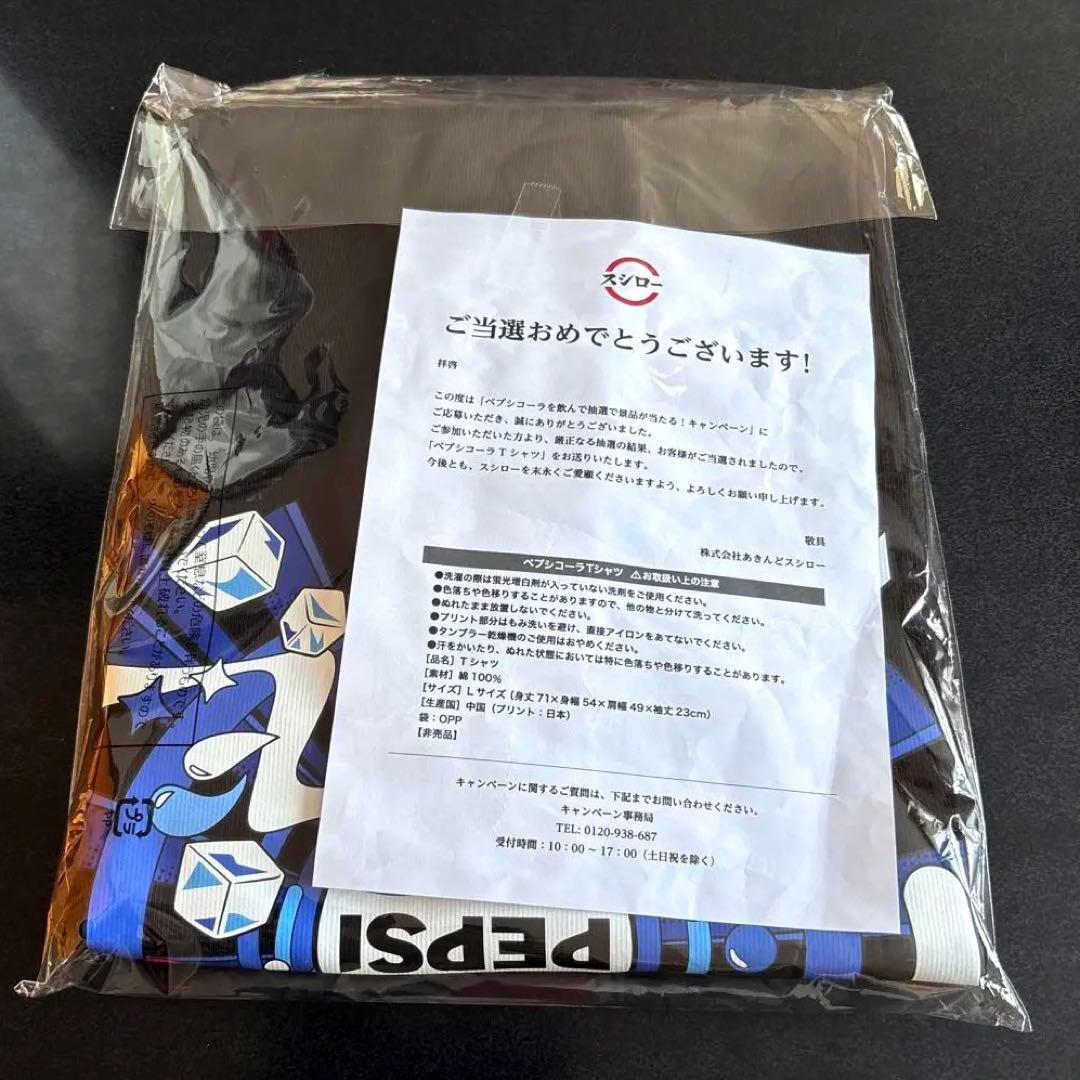 スシロー
ご当選おめでとうございます!
拝啓
この度は「ペプシコーラを飲んで抽選で景品が当たる!キャンペーン」に
ご応募いただき、誠にありがとうございました。
ご参加いただいた方より、厳正なる抽選の結果、お客様がご当選されましたので、
「ペプシコーラTシャツ」をお送りいたします。
今後とも、スシローを末永くご愛顧くださいますよう、よろしくお願い申し上げます。
敬具
株式会社あきんどスシロー
ペプシコーラTシャツ ⚠お取扱い上の注意
●洗濯の際は蛍光増白剤が入っていない洗剤をご使用ください。
●色落ちや色移りすることがありますので、他の物と分けて洗ってください。
●ぬれたまま放置しないでください。
●プリント部分はもみ洗いを避け、直接アイロンをあてないでください。
●タンブラー乾燥機のご使用はおやめください。
●汗をかいたり、ぬれた状態においては特に色落ちや色移りすることがあります。
[品名] Tシャツ
[素材] 綿100%
[サイズ] Lサイズ (身丈71×身幅54×肩幅49×袖丈23cm)
[生産国] 中国 (プリント:日本)
袋:OPP
[非売品]
キャンペーンに関するご質問は、下記までお問い合わせください。
キャンペーン事務局
TEL: 0120-938-687
受付時間:10:00~17:00(土日祝を除く)
プラ
PP
PEPSI